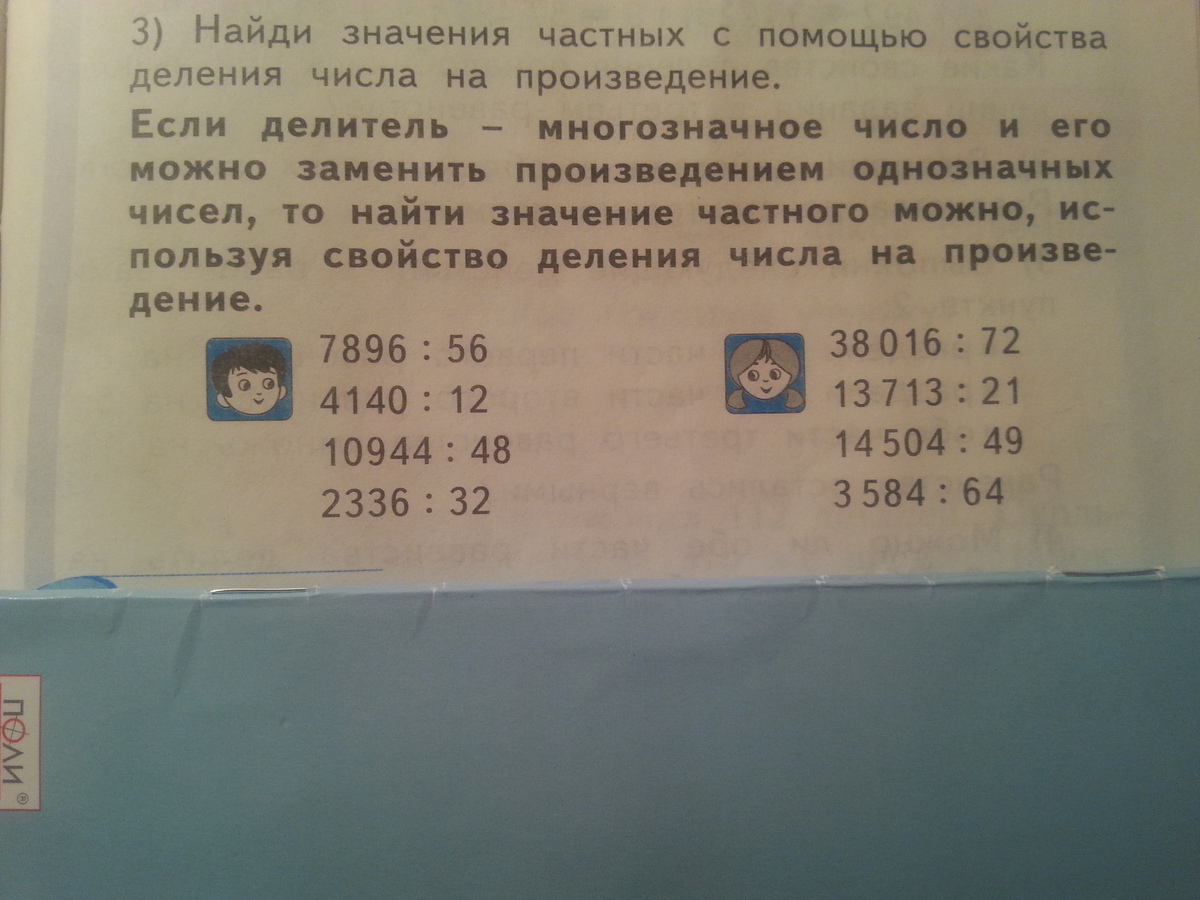 3) Найди значения частных с помощью свойства
деления числа на произведение.
Если делитель – многозначное число и его
можно заменить произведением однозначных
чисел, то найти значение частного можно, ис-
пользуя свойство деления числа на произве-
дение.
7896 : 56
4140 : 12
10944 : 48
2336 : 32
38 016 : 72
13 713 : 21
14 504 : 49
3 584 : 64
ПОЛИ ®